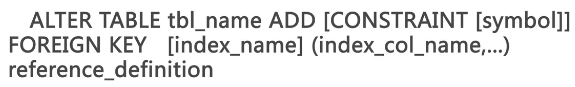 ALTER TABLE tbl_name ADD [CONSTRAINT [symbol]]
FOREIGN KEY [index_name] (index_col_name,...)
reference_definition